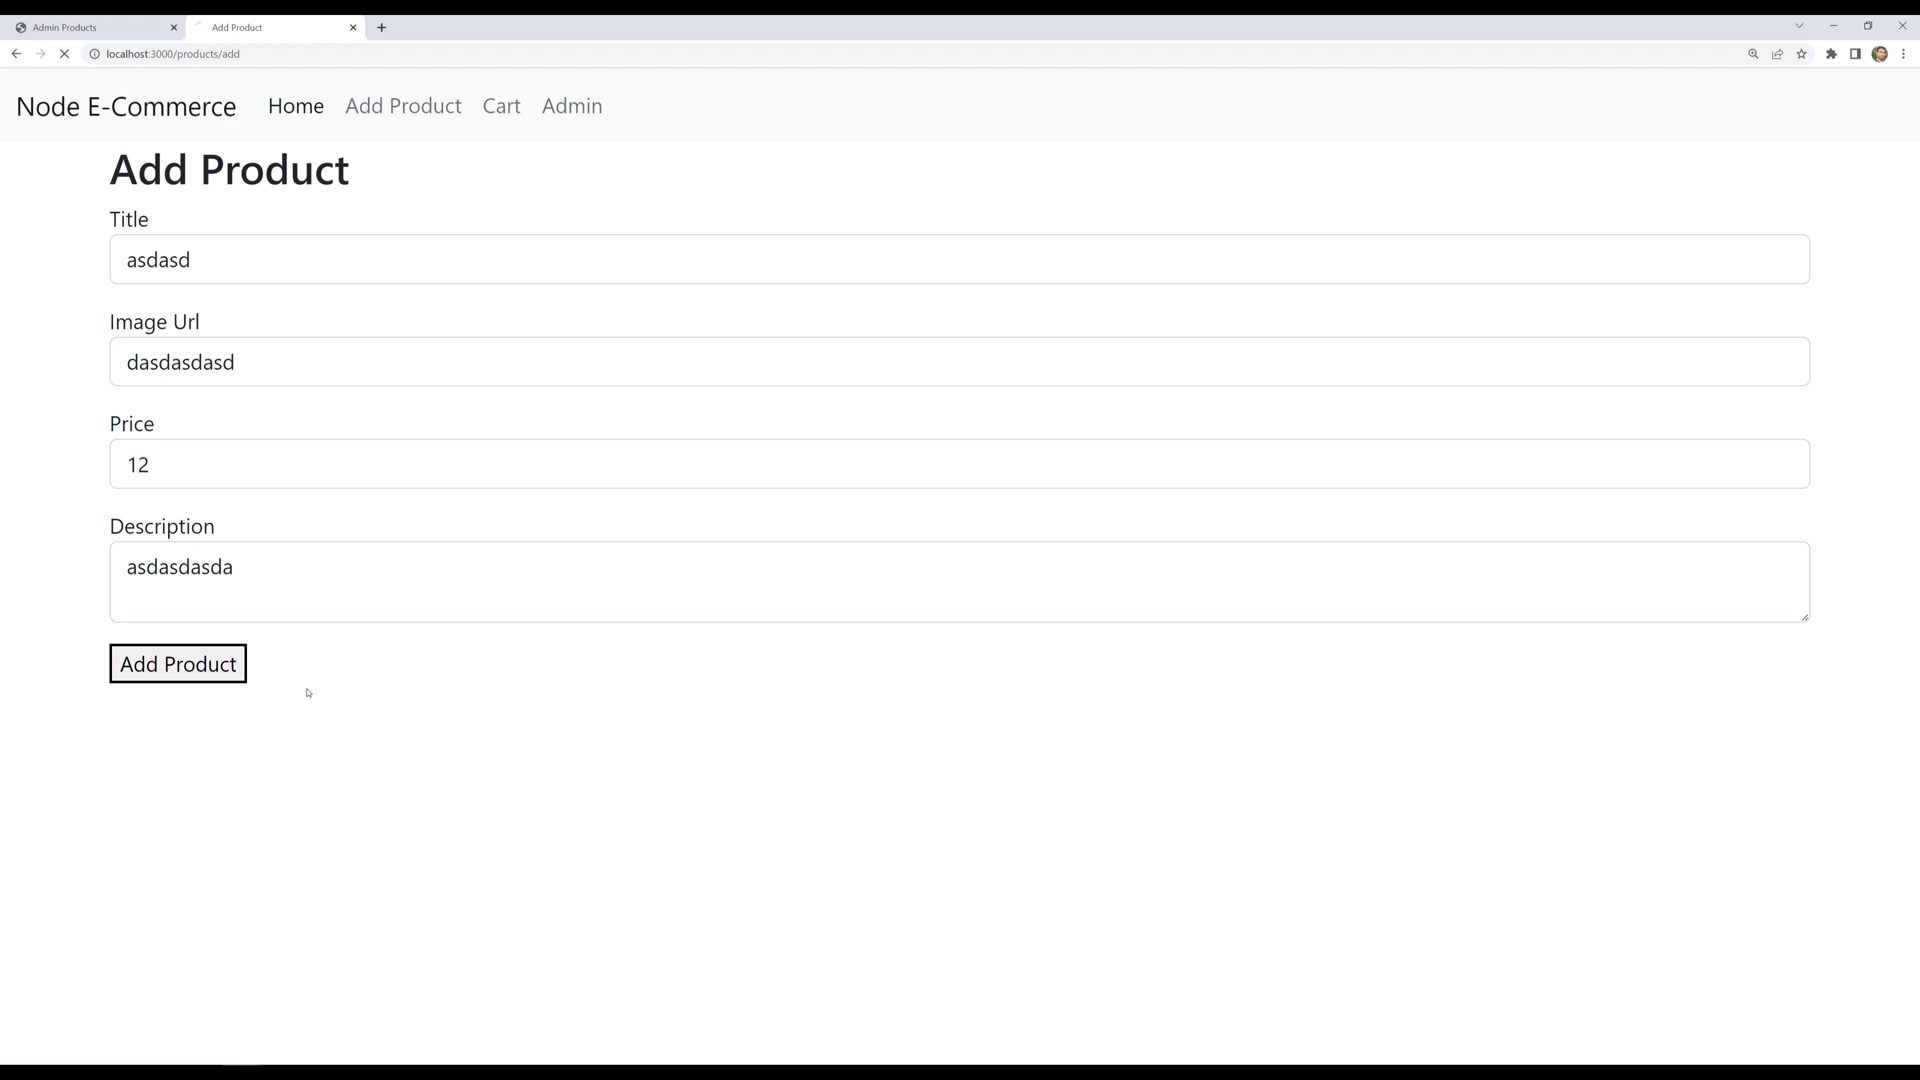 Admin Products
Add Product
localhost:3000/products/add
Node E-Commerce Home Add Product Cart Admin
Add Product
Title
asdasd
Image Url
dasdasdasd
Price
12
Description
asdasdasda
Add Product